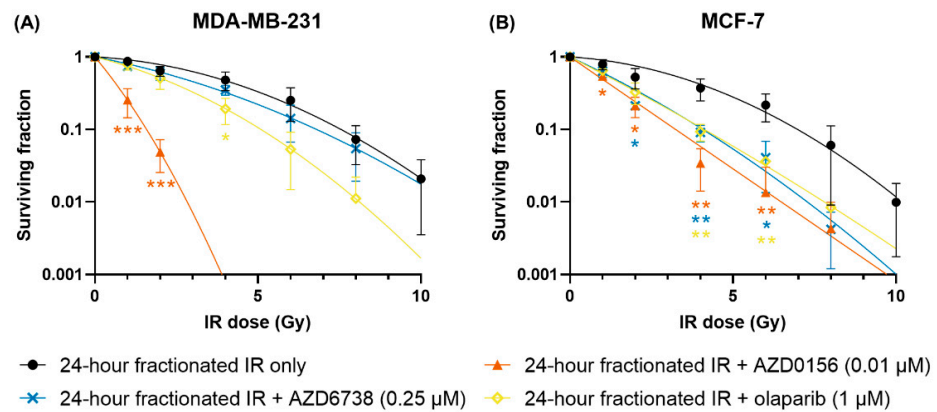 (A) MDA-MB-231
Surviving fraction
1
0.1
0.01
0.001
***
***
*
0 5 10
IR dose (Gy)
(B) MCF-7
Surviving fraction
1
0.1
0.01
0.001
*
*
*
**
**
**
**
*
**
0 5 10
IR dose (Gy)
24-hour fractionated IR only
24-hour fractionated IR + AZD0156 (0.01 µM)
24-hour fractionated IR + AZD6738 (0.25 µM)
24-hour fractionated IR + olaparib (1 µM)